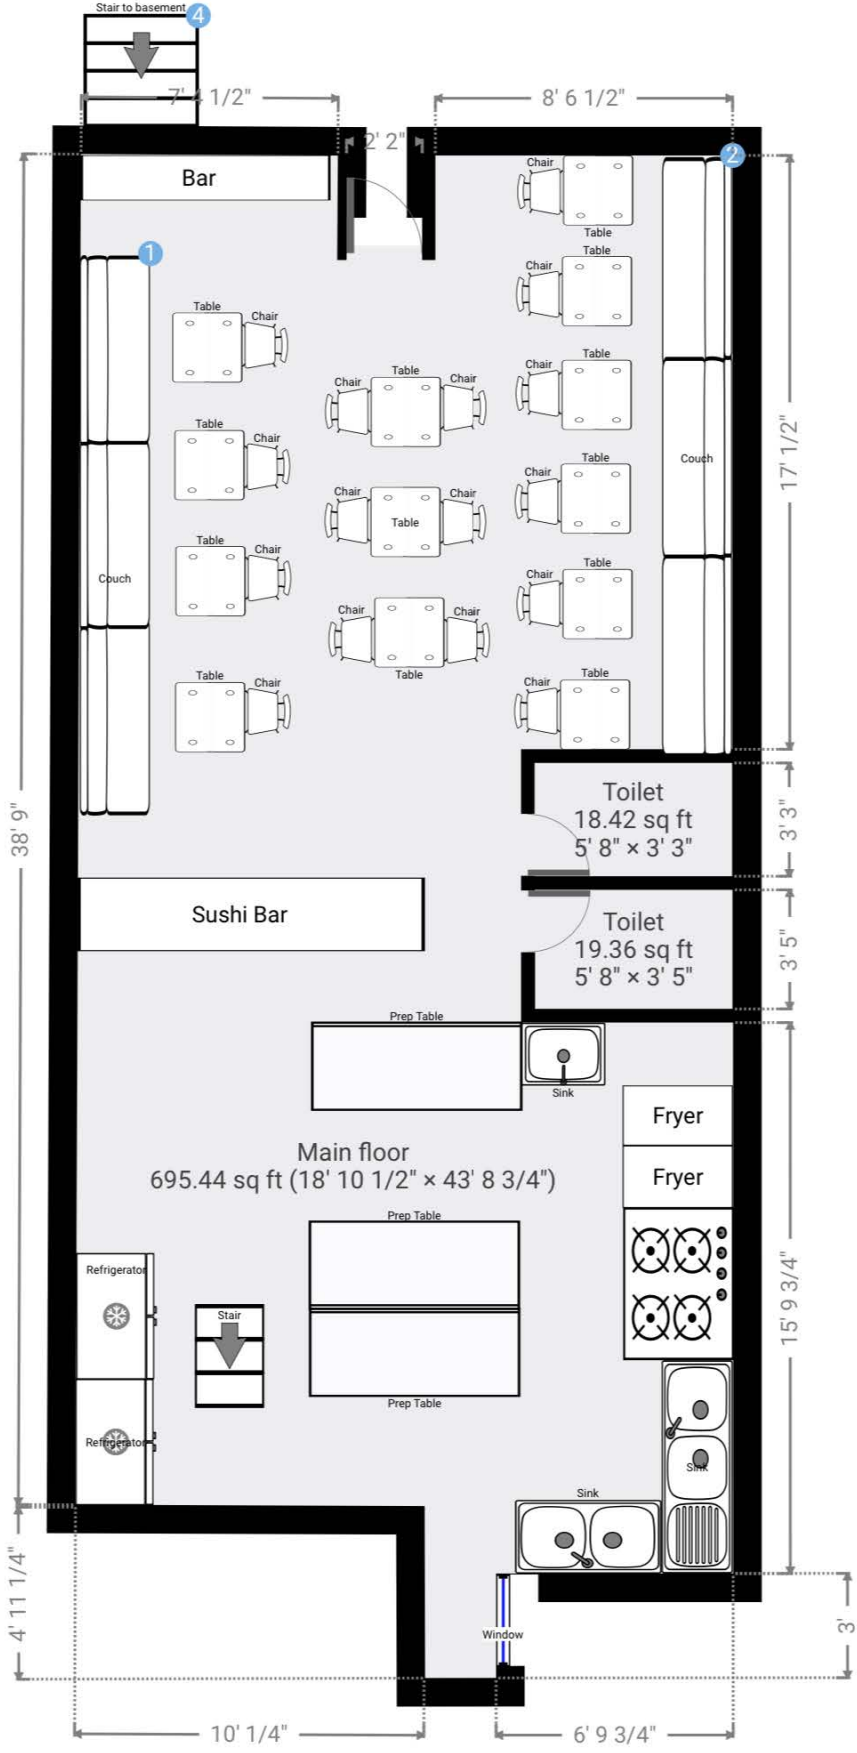 Stair to basement
4
7' 4 1/2"
8' 6 1/2"
2' 2"
Bar
2
Chair
Table
1
Table
Chair
Table
Chair
Table
Chair
Table
Chair
Chair
Table
Chair
Table
Chair
Couch
17' 1/2"
Table
Chair
Table
Chair
Chair
Table
Chair
Table
Chair
Table
Chair
Couch
Chair
Chair
Table
Table
Chair
Table
Chair
Table
Chair
38' 9"
Toilet
18.42 sq ft
5' 8" × 3' 3"
3' 3"
Sushi Bar
Toilet
19.36 sq ft
5' 8" × 3' 5"
3' 5"
Prep Table
Sink
Fryer
Main floor
695.44 sq ft (18' 10 1/2" × 43' 8 3/4")
Fryer
Prep Table
Refrigerator
Stair
15' 9 3/4"
Prep Table
Refrigerator
Sink
Sink
4' 11 1/4"
Window
3'
10' 1/4"
6' 9 3/4"